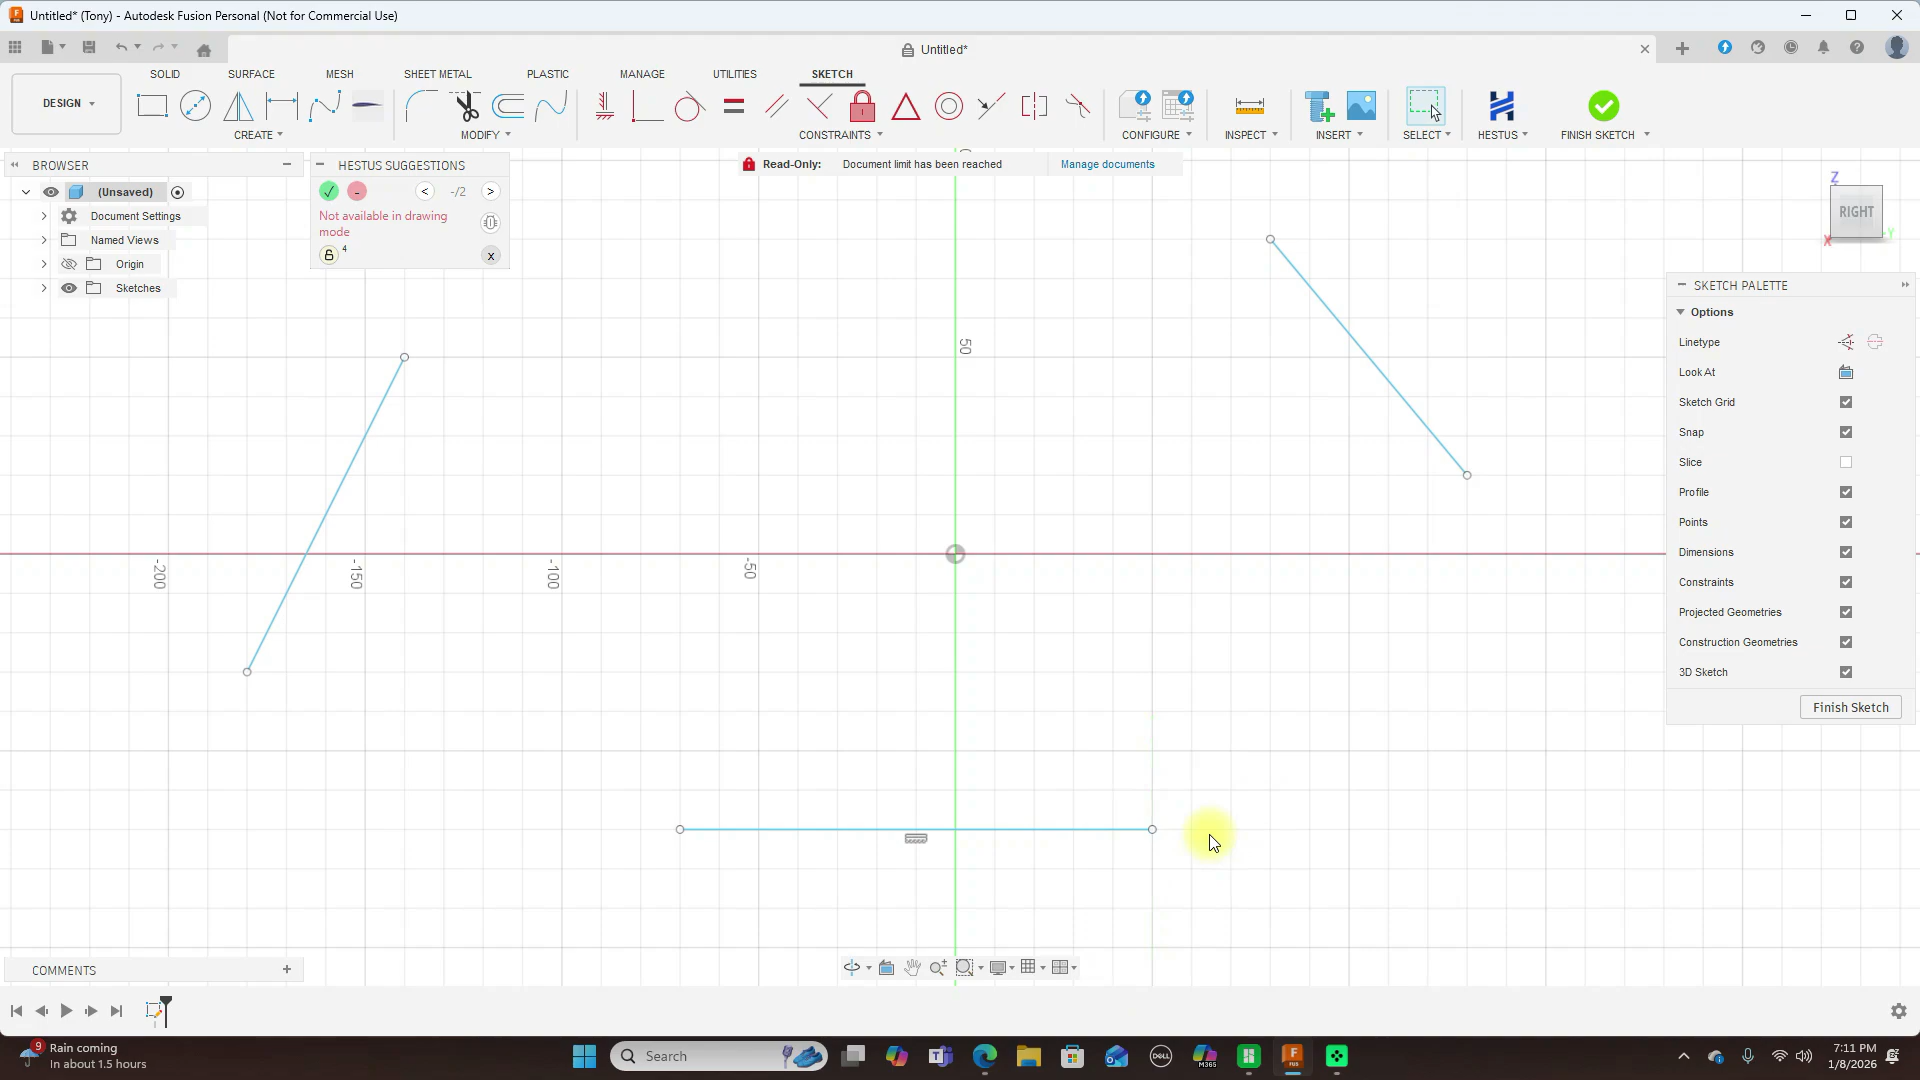 Untitled* (Tony) - Autodesk Fusion Personal (Not for Commercial Use)
Untitled*
DESIGN
SOLID
SURFACE
MESH
SHEET METAL
PLASTIC
MANAGE
UTILITIES
SKETCH
CREATE
MODIFY
CONSTRAINTS
CONFIGURE
INSPECT
INSERT
SELECT
HESTUS
FINISH SKETCH
BROWSER
(Unsaved)
Document Settings
Named Views
Origin
Sketches
HESTUS SUGGESTIONS
< -/2 >
Not available in drawing
mode
4
x
Read-Only: Document limit has been reached Manage documents
Z
RIGHT
X
Y
50
-200
-150
-100
-50
SKETCH PALETTE
Options
Linetype
Look At
Sketch Grid
Snap
Slice
Profile
Points
Dimensions
Constraints
Projected Geometries
Construction Geometries
3D Sketch
Finish Sketch
COMMENTS
9
Rain coming
In about 1.5 hours
Search
DELL
M365
F
FUS
7:11 PM
1/8/2026